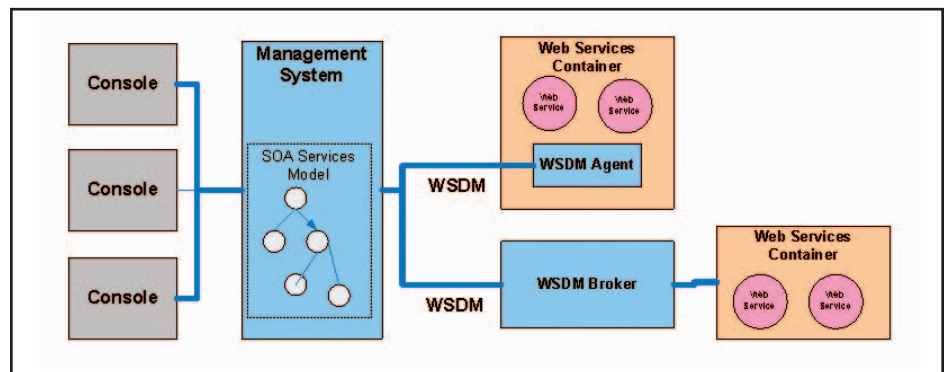 Console
Console
Console
Management
System
SOA Services
Model
WSDM
WSDM
Web Services
Container
Web
Service
Web
Service
WSDM Agent
WSDM Broker
Web Services
Container
Web
Service
Web
Service